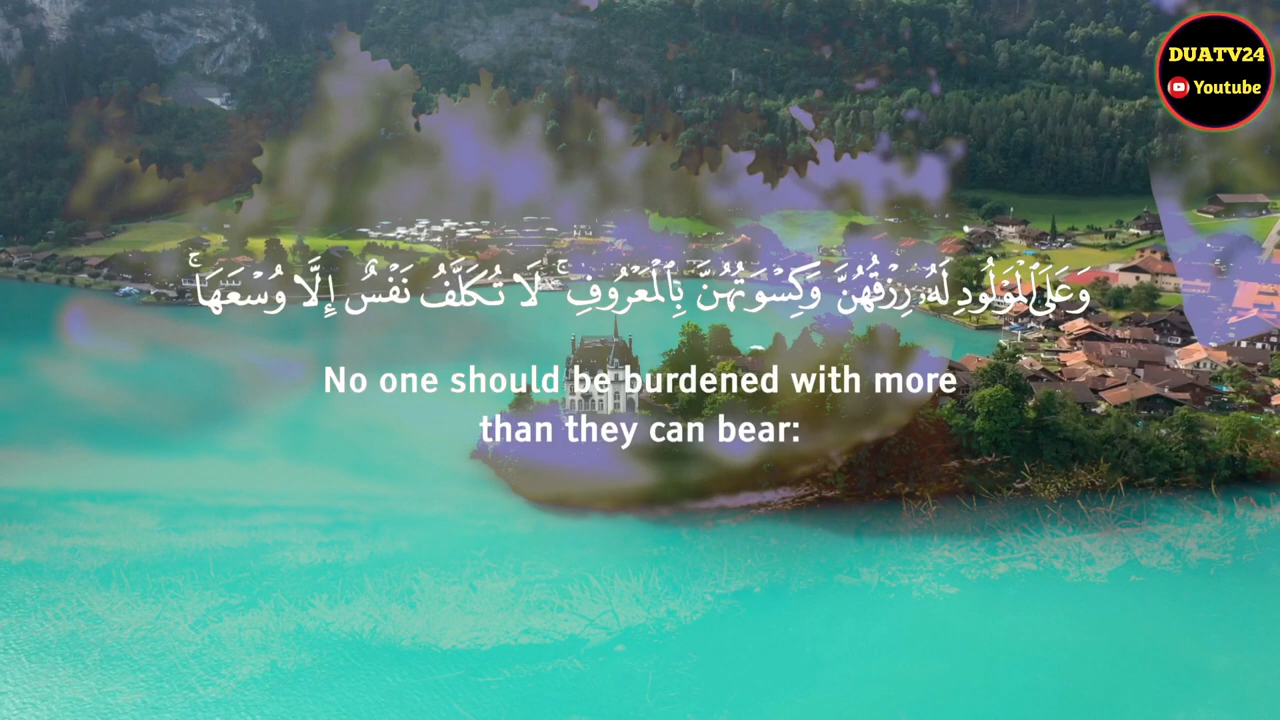 DUATV24
Youtube
وَعَلَى ٱلْمَوْلُودِ لَهُۥ رِزْقُهُنَّ وَكِسْوَتُهُنَّ بِٱلْمَعْرُوفِ ۚ لَا تُكَلَّفُ نَفْسٌ إِلَّا وُسْعَهَا ۚ
No one should be burdened with more
than they can bear: